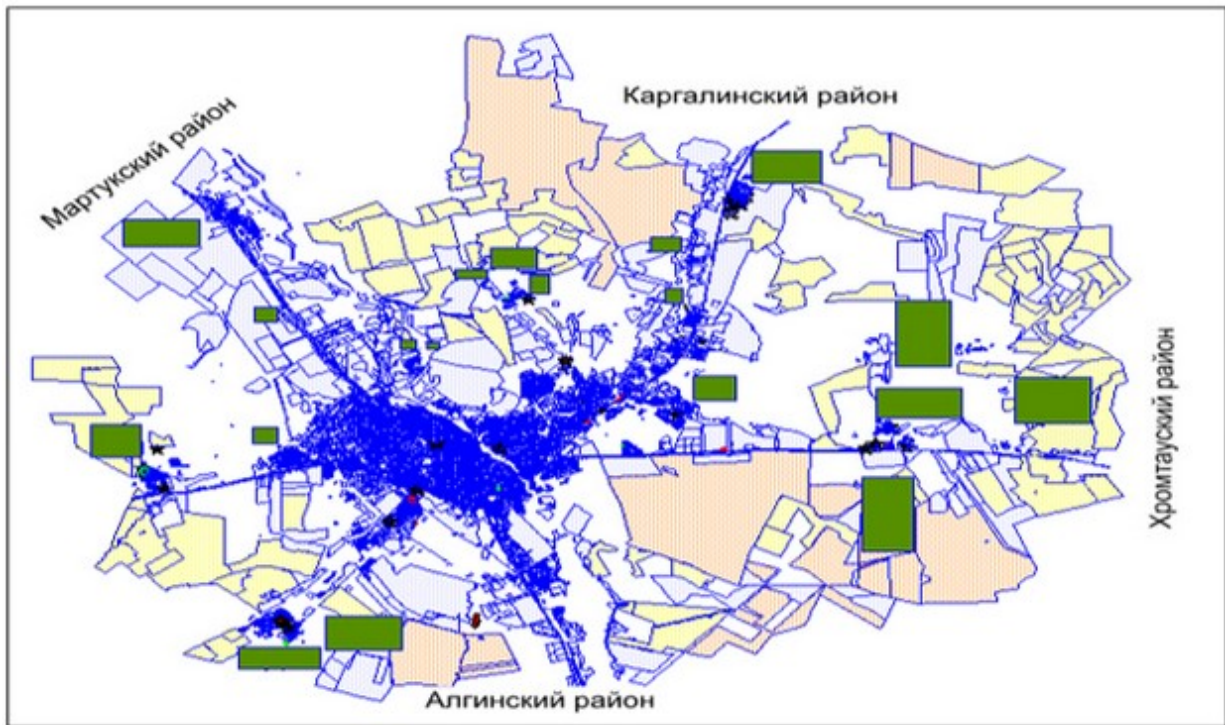 Каргалинский район
Мартукский район
Хромтауский район
Алгинский район